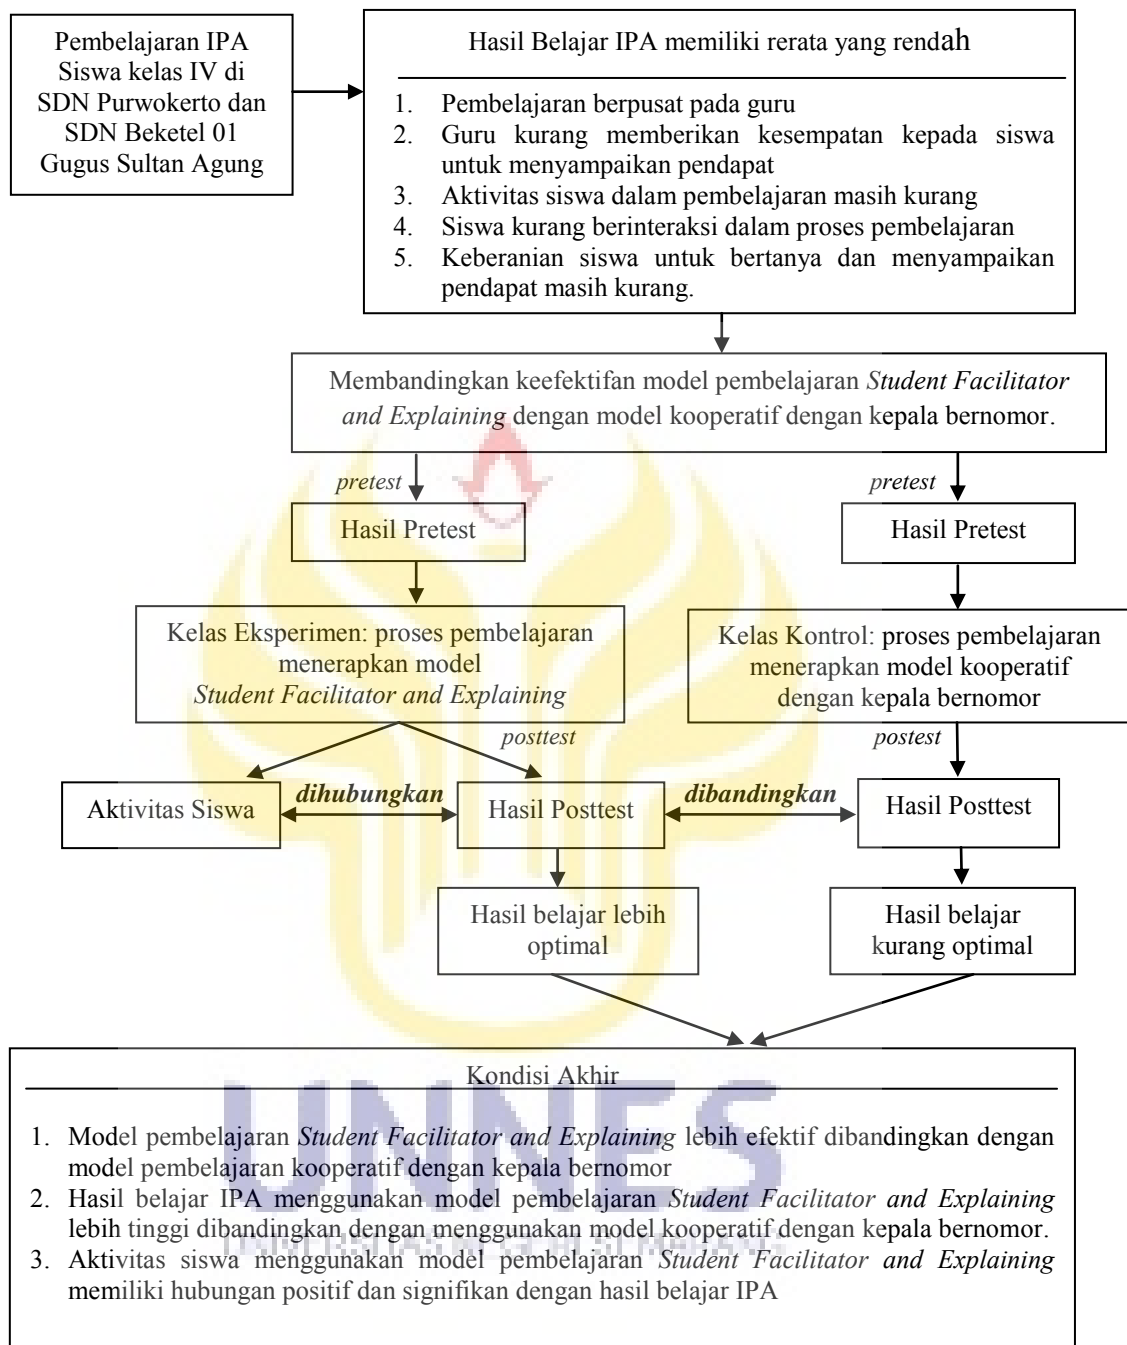 Pembelajaran IPA
Siswa kelas IV di
SDN Purwokerto dan
SDN Beketel 01
Gugus Sultan Agung
Hasil Belajar IPA memiliki rerata yang rendah
1. Pembelajaran berpusat pada guru
2. Guru kurang memberikan kesempatan kepada siswa
untuk menyampaikan pendapat
3. Aktivitas siswa dalam pembelajaran masih kurang
4. Siswa kurang berinteraksi dalam proses pembelajaran
5. Keberanian siswa untuk bertanya dan menyampaikan
pendapat masih kurang.
Membandingkan keefektifan model pembelajaran Student Facilitator
and Explaining dengan model kooperatif dengan kepala bernomor.
pretest
pretest
Hasil Pretest
Hasil Pretest
Kelas Eksperimen: proses pembelajaran
menerapkan model
Student Facilitator and Explaining
Kelas Kontrol: proses pembelajaran
menerapkan model kooperatif
dengan kepala bernomor
posttest
postest
Aktivitas Siswa
dihubungkan
Hasil Posttest
dibandingkan
Hasil Posttest
Hasil belajar lebih
optimal
Hasil belajar
kurang optimal
Kondisi Akhir
1. Model pembelajaran Student Facilitator and Explaining lebih efektif dibandingkan dengan
model pembelajaran kooperatif dengan kepala bernomor
2. Hasil belajar IPA menggunakan model pembelajaran Student Facilitator and Explaining
lebih tinggi dibandingkan dengan menggunakan model kooperatif dengan kepala bernomor.
3. Aktivitas siswa menggunakan model pembelajaran Student Facilitator and Explaining
memiliki hubungan positif dan signifikan dengan hasil belajar IPA
UNNES
UNIVERSITAS NEGERI SEMARANG